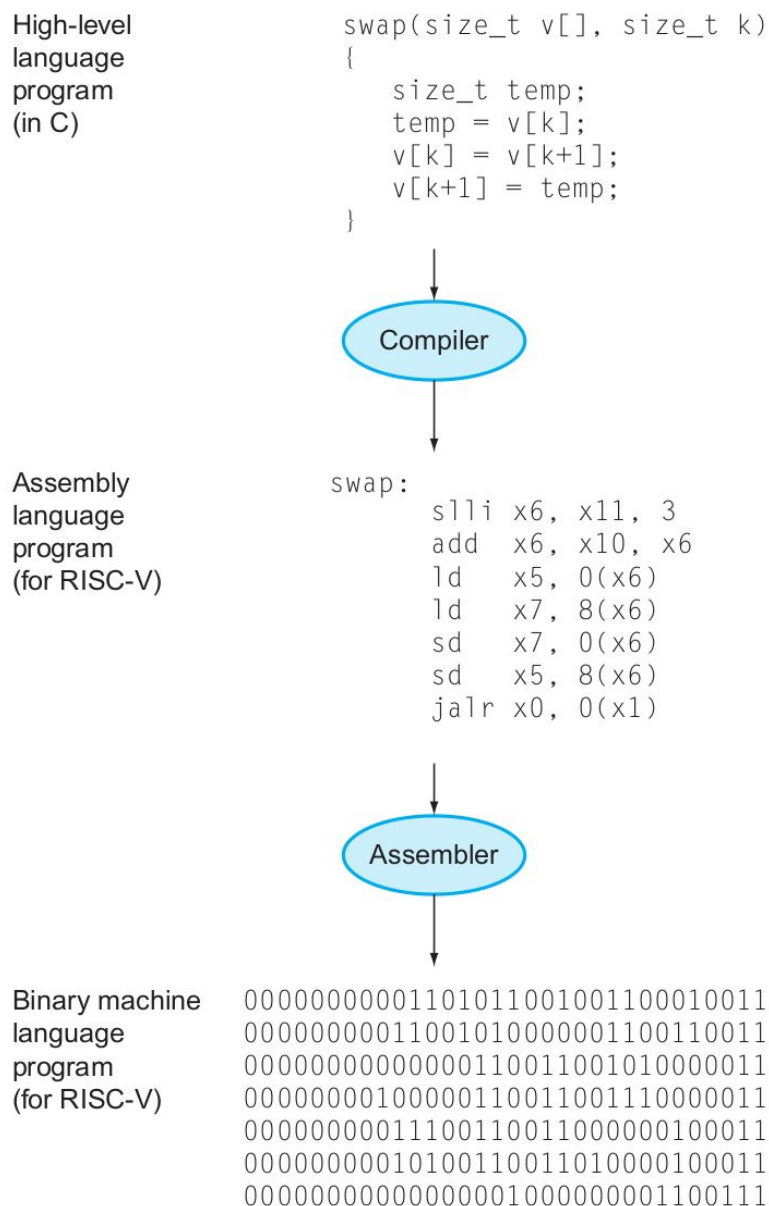 High-level
language
program
(in C)
swap(size_t v[], size_t k)
{
size_t temp;
temp = v[k];
v[k] = v[k+1];
v[k+1] = temp;
}
Compiler
Assembly
language
program
(for RISC-V)
swap:
slli x6, x11, 3
add x6, x10, x6
ld x5, 0(x6)
ld x7, 8(x6)
sd x7, 0(x6)
sd x5, 8(x6)
jalr x0, 0(x1)
Assembler
Binary machine
language
program
(for RISC-V)
00000000001101011001001100010011
00000000011001010000001100110011
00000000000000110011001010000011
00000000100000110011001110000011
00000000011100110011000000100011
00000000010100110011010000100011
00000000000000001000000001100111